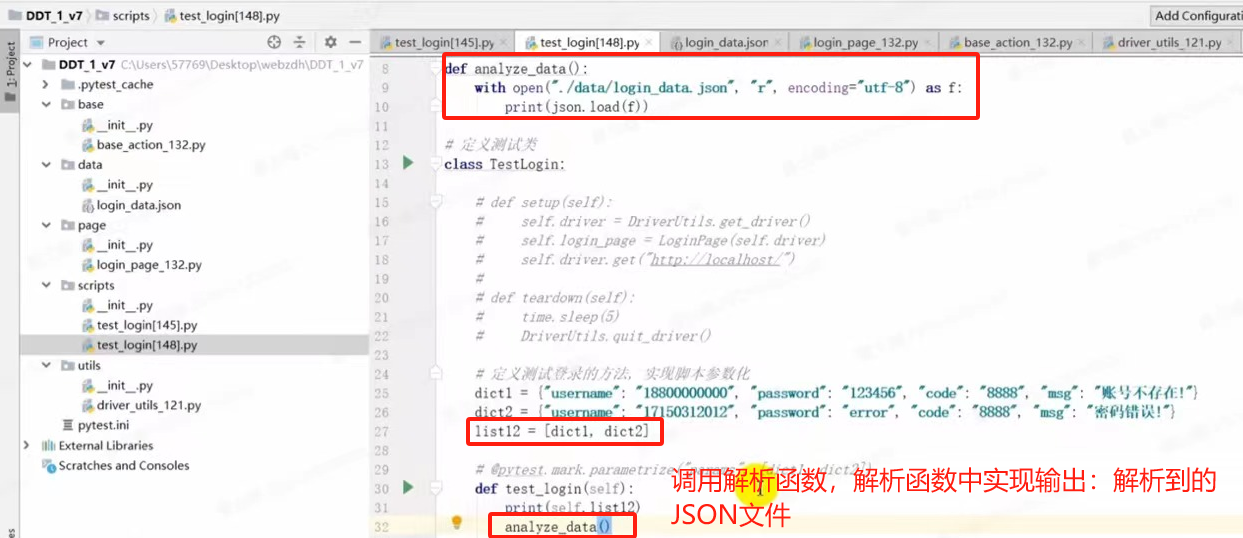 DDT_1_v7 scripts test_login[148].py
Add Configurati
1: Project
Project
test_login[145].py test_login[148].py login_data.json login_page_132.py base_action_132.py driver_utils_121.py
DDT_1_v7 C:\Users\57769\Desktop\webzdh\DDT_1_v7
.pytest_cache
base
__init__.py
base_action_132.py
data
__init__.py
login_data.json
page
__init__.py
login_page_132.py
scripts
__init__.py
test_login[145].py
test_login[148].py
utils
__init__.py
driver_utils_121.py
pytest.ini
External Libraries
Scratches and Consoles
8 def analyze_data():
9 with open("./data/login_data.json", "r", encoding="utf-8") as f:
10 print(json.load(f))
11
12 # 定义测试类
13 class TestLogin:
14
15 # def setup(self):
16 # self.driver = DriverUtils.get_driver()
17 # self.login_page = LoginPage(self.driver)
18 # self.driver.get("http://localhost/")
19 #
20 # def teardown(self):
21 # time.sleep(5)
22 # DriverUtils.quit_driver()
23
24 # 定义测试登录的方法, 实现脚本参数化
25 dict1 = {"username": "18800000000", "password": "123456", "code": "8888", "msg": "账号不存在!"}
26 dict2 = {"username": "17150312012", "password": "error", "code": "8888", "msg": "密码错误!"}
27 list12 = [dict1, dict2]
28
29 # @pytest.mark.parametrize( dict2])
30 def test_login(self):
31 print(self.list12)
32 analyze_data()
调用解析函数，解析函数中实现输出：解析到的
JSON文件